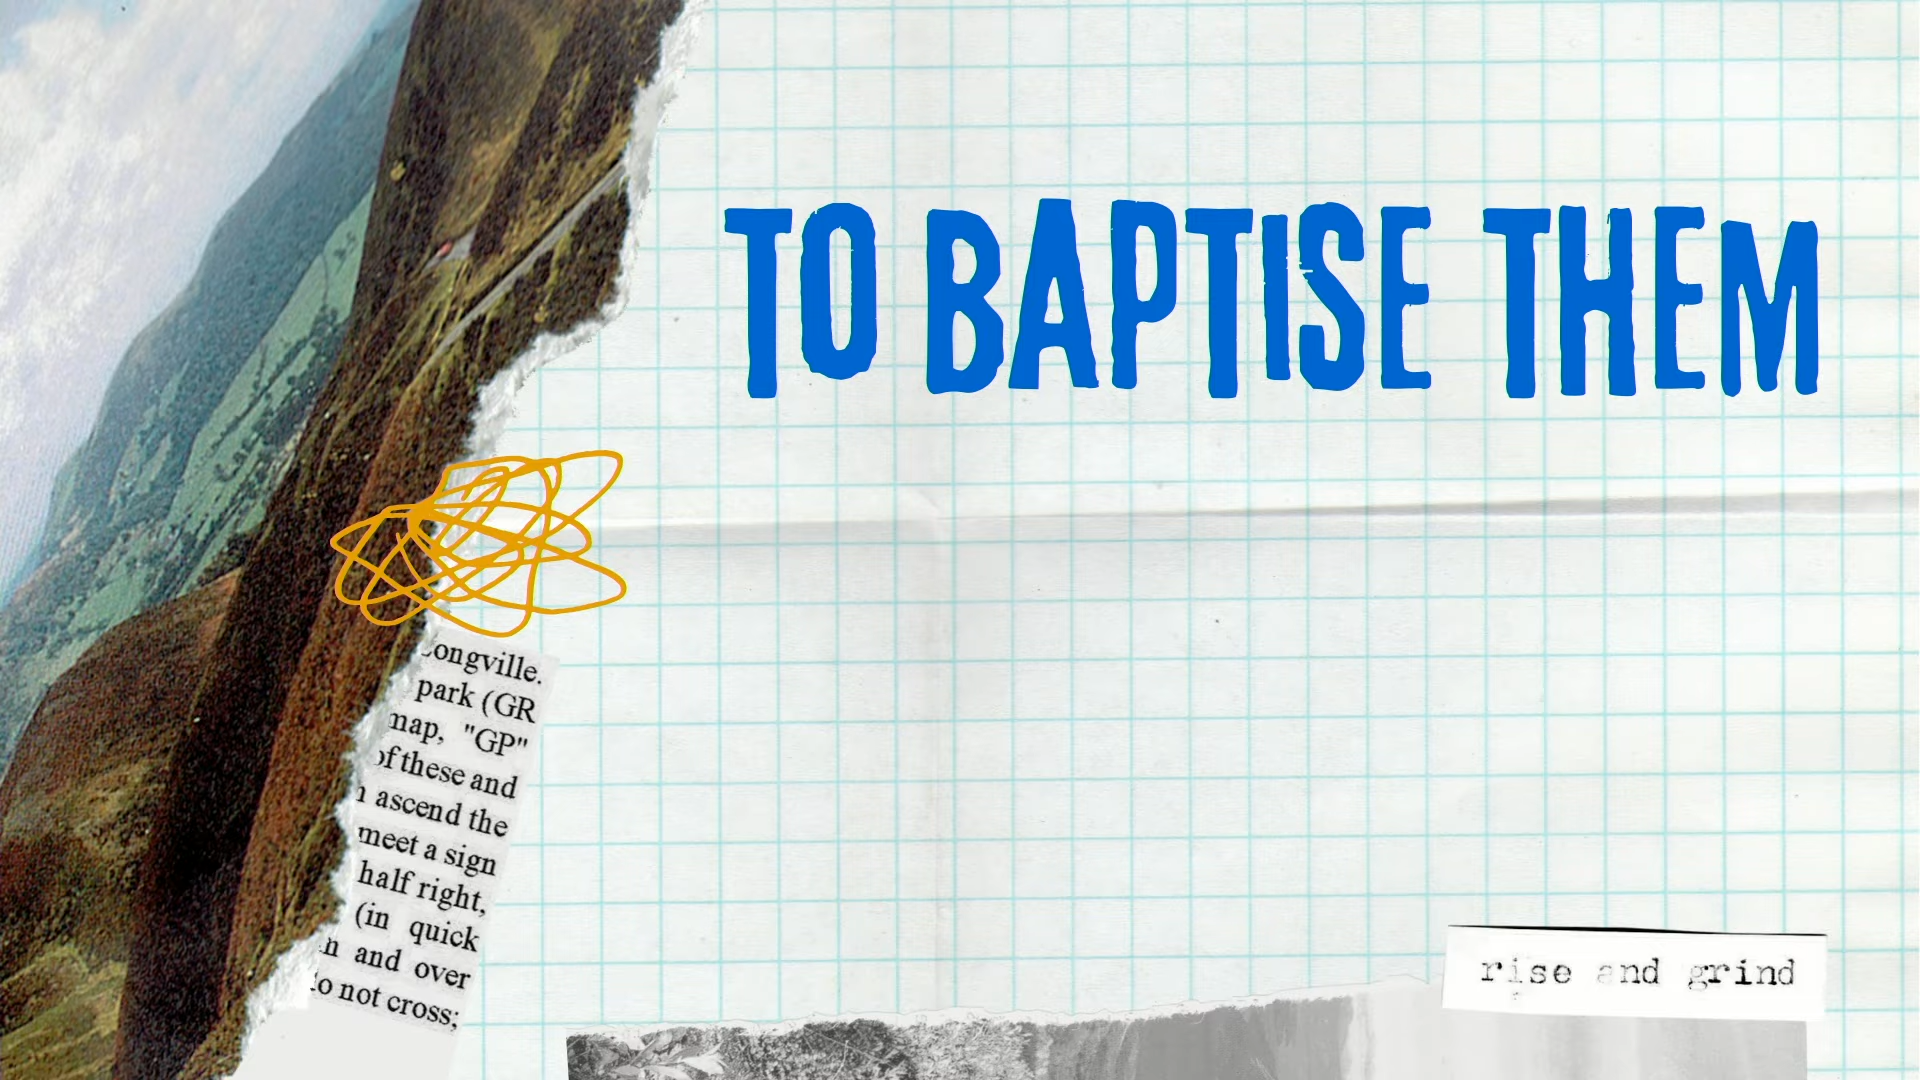 TO BAPTISE THEM
park (GR
map, "GP"
of these and
ascend the
meet a sign
half right,
(in quick
and over
not cross;
rise and grind